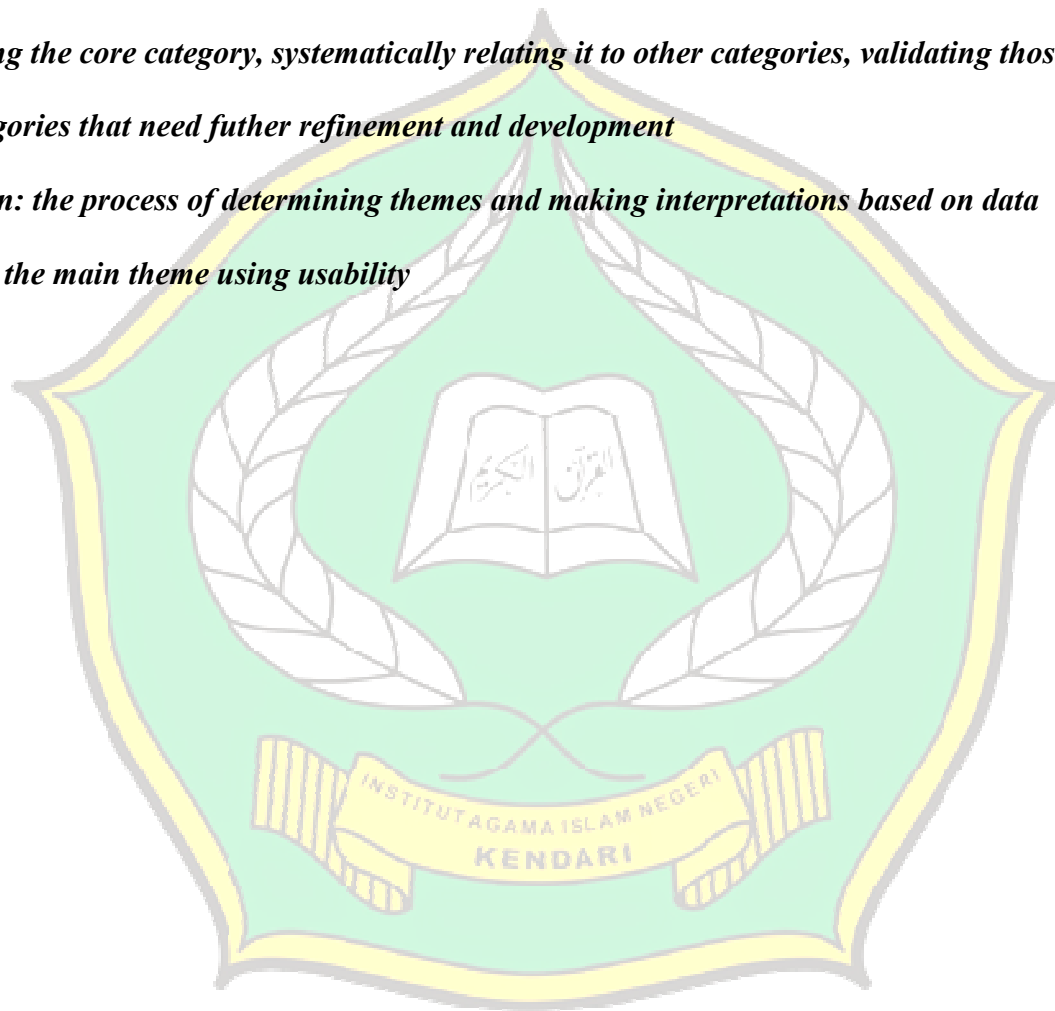 ng the core category, systematically relating it to other categories, validating thos
gories that need futher refinement and development
n: the process of determining themes and making interpretations based on data
the main theme using usability
القرآن الكريم
INSTITUT AGAMA ISLAM NEGERI
KENDARI